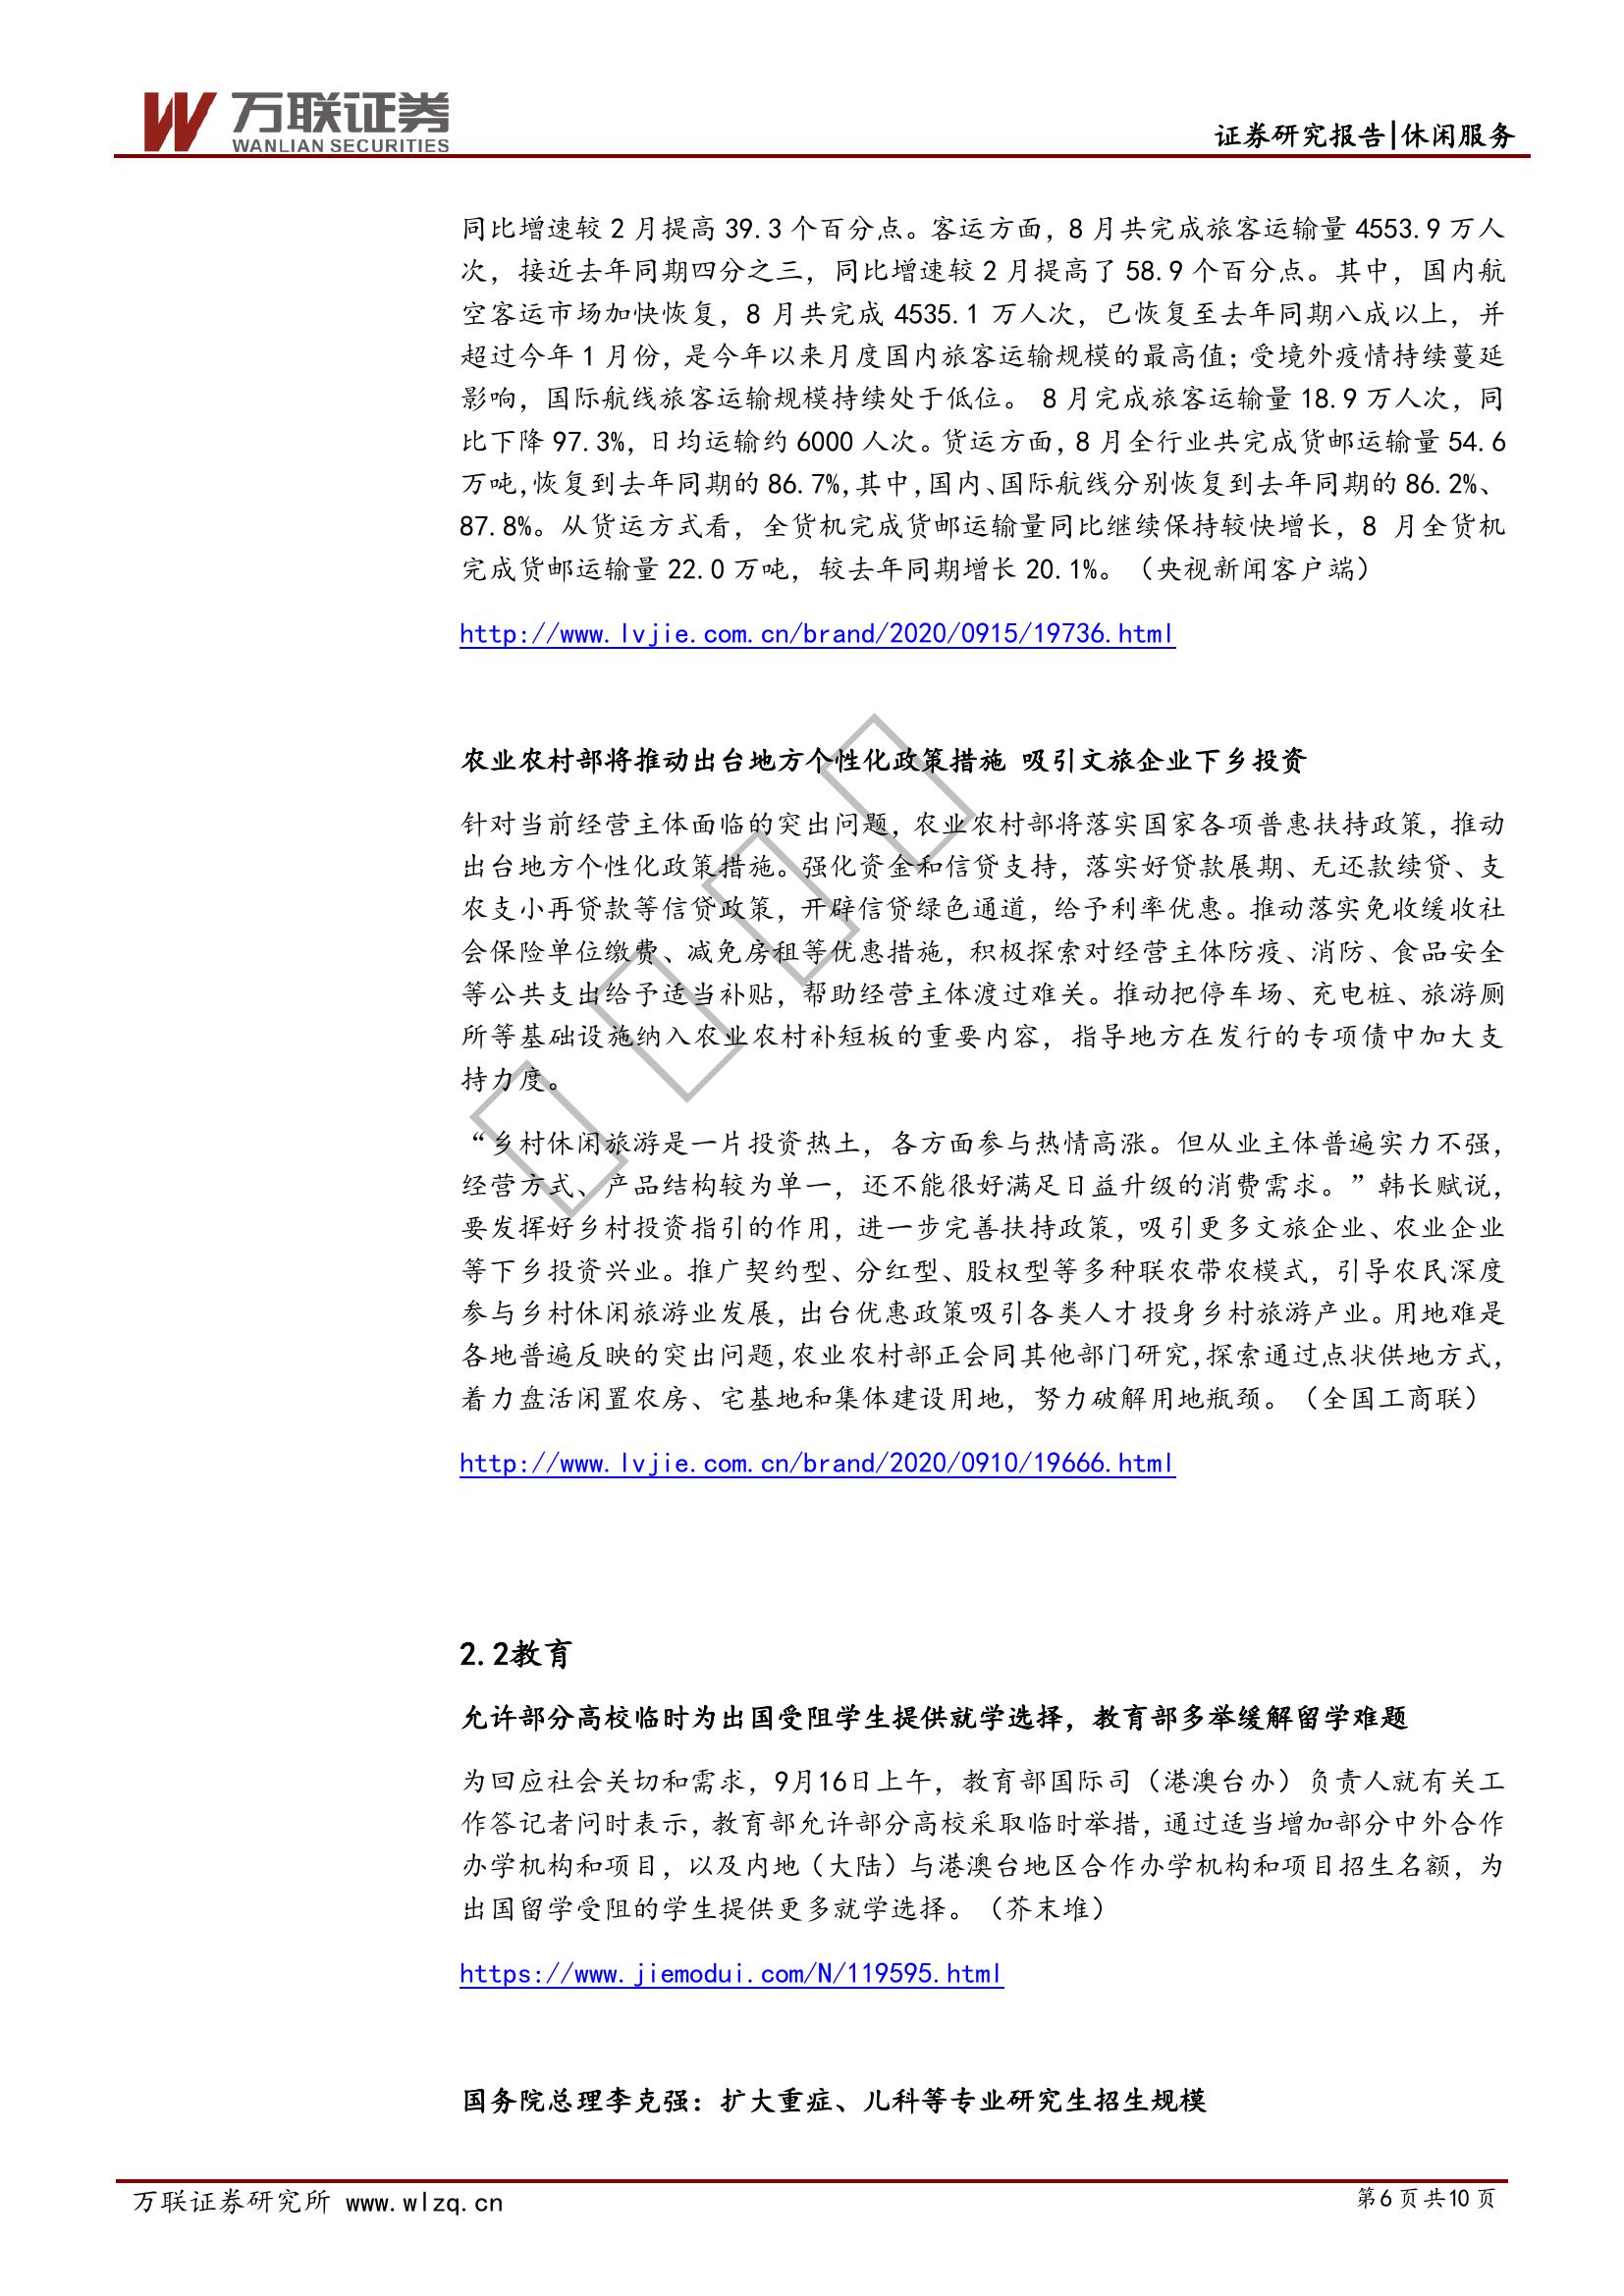 万联证券
WANLIAN SECURITIES
证券研究报告|休闲服务
同比增速较 2 月提高 39.3 个百分点。客运方面，8 月共完成旅客运输量 4553.9 万人
次，接近去年同期四分之三，同比增速较 2 月提高了 58.9 个百分点。其中，国内航
空客运市场加快恢复，8 月共完成 4535.1 万人次，已恢复至去年同期八成以上，并
超过今年 1 月份，是今年以来月度国内旅客运输规模的最高值；受境外疫情持续蔓延
影响，国际航线旅客运输规模持续处于低位。 8 月完成旅客运输量 18.9 万人次，同
比下降 97.3%，日均运输约 6000 人次。货运方面，8 月全行业共完成货邮运输量 54.6
万吨,恢复到去年同期的 86.7%,其中,国内、国际航线分别恢复到去年同期的 86.2%、
87.8%。从货运方式看，全货机完成货邮运输量同比继续保持较快增长，8 月全货机
完成货邮运输量 22.0 万吨，较去年同期增长 20.1%。（央视新闻客户端）
http://www.lvjie.com.cn/brand/2020/0915/19736.html
农业农村部将推动出台地方个性化政策措施 吸引文旅企业下乡投资
针对当前经营主体面临的突出问题，农业农村部将落实国家各项普惠扶持政策，推动
出台地方个性化政策措施。强化资金和信贷支持，落实好贷款展期、无还款续贷、支
农支小再贷款等信贷政策，开辟信贷绿色通道，给予利率优惠。推动落实免收缓收社
会保险单位缴费、减免房租等优惠措施，积极探索对经营主体防疫、消防、食品安全
等公共支出给予适当补贴，帮助经营主体渡过难关。推动把停车场、充电桩、旅游厕
所等基础设施纳入农业农村补短板的重要内容，指导地方在发行的专项债中加大支
持力度。
“乡村休闲旅游是一片投资热土，各方面参与热情高涨。但从业主体普遍实力不强，
经营方式、产品结构较为单一，还不能很好满足日益升级的消费需求。”韩长赋说，
要发挥好乡村投资指引的作用，进一步完善扶持政策，吸引更多文旅企业、农业企业
等下乡投资兴业。推广契约型、分红型、股权型等多种联农带农模式，引导农民深度
参与乡村休闲旅游业发展，出台优惠政策吸引各类人才投身乡村旅游产业。用地难是
各地普遍反映的突出问题,农业农村部正会同其他部门研究,探索通过点状供地方式，
着力盘活闲置农房、宅基地和集体建设用地，努力破解用地瓶颈。（全国工商联）
http://www.lvjie.com.cn/brand/2020/0910/19666.html
2.2教育
允许部分高校临时为出国受阻学生提供就学选择，教育部多举缓解留学难题
为回应社会关切和需求，9月16日上午，教育部国际司（港澳台办）负责人就有关工
作答记者问时表示，教育部允许部分高校采取临时举措，通过适当增加部分中外合作
办学机构和项目，以及内地（大陆）与港澳台地区合作办学机构和项目招生名额，为
出国留学受阻的学生提供更多就学选择。（芥末堆）
https://www.jiemodui.com/N/119595.html
国务院总理李克强：扩大重症、儿科等专业研究生招生规模
万联证券研究所 www.wlzq.cn
第 6 页 共 10 页